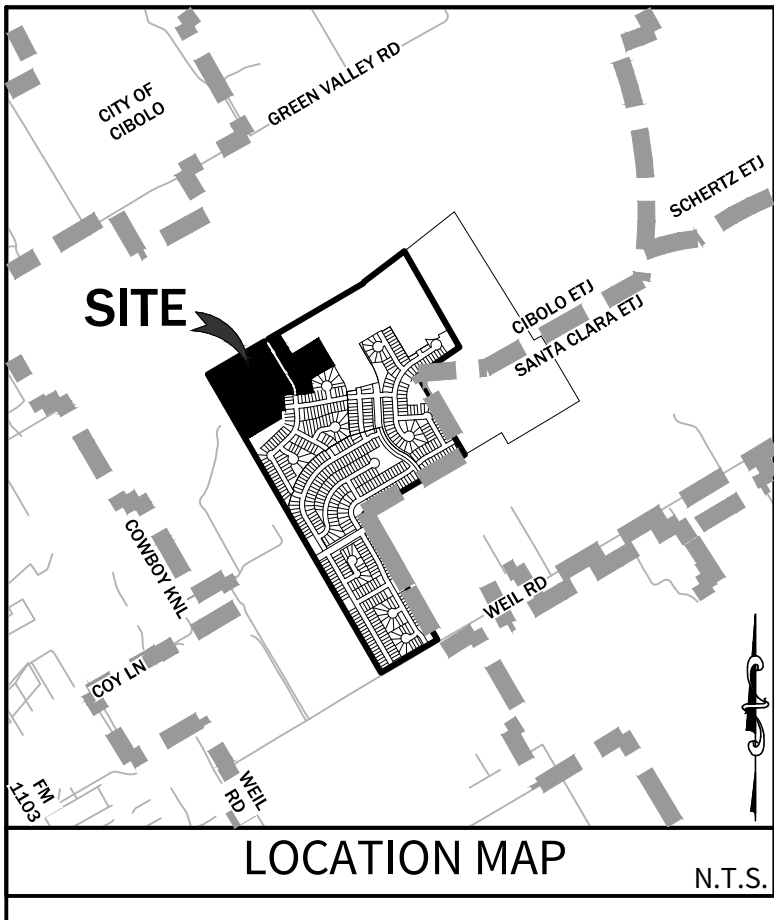 CITY OF
CIBOLO
GREEN VALLEY RD
SCHERTZ ETJ
SITE
CIBOLO ETJ
SANTA CLARA ETJ
COWBOY KNL
WEIL RD
COY LN
FM
1103
WEIL
RD
LOCATION MAP
N.T.S.